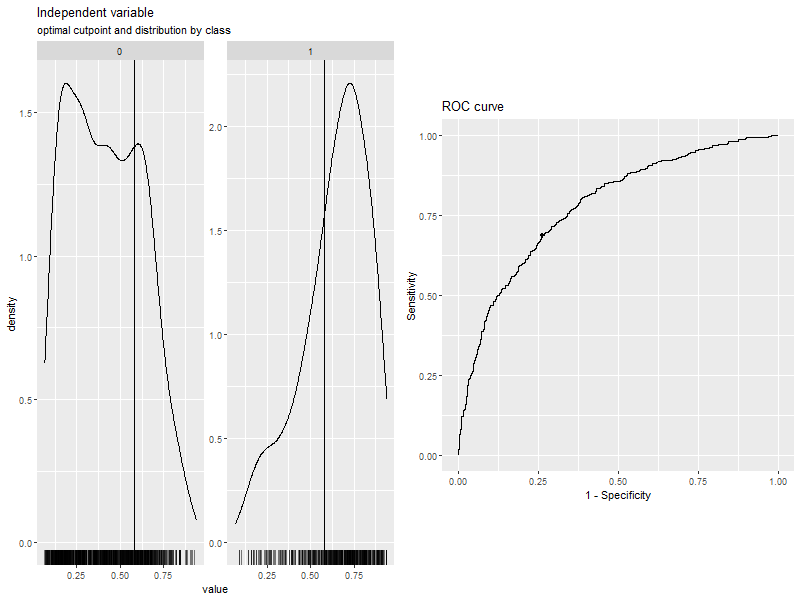 Independent variable
optimal cutpoint and distribution by class
0
1
density
1.5
1.0
0.5
0.0
2.0
1.5
1.0
0.5
0.0
0.25 0.50 0.75
0.25 0.50 0.75
value
ROC curve
Sensitivity
1.00
0.75
0.50
0.25
0.00
0.00 0.25 0.50 0.75 1.00
1 - Specificity